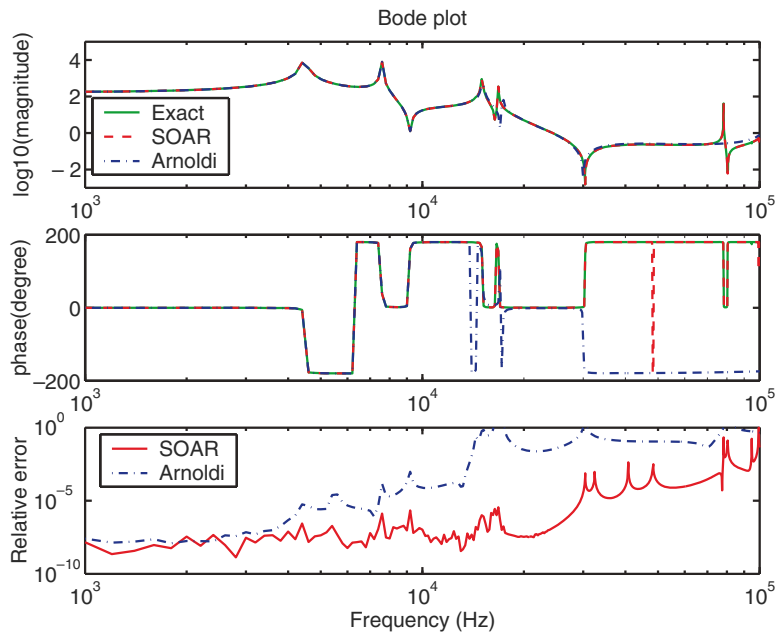 Bode plot
log10(magnitude)
4
2
0
−2
Exact
SOAR
Arnoldi
10^3
10^4
10^5
phase(degree)
200
0
−200
10^3
10^4
10^5
Relative error
10^0
10^−5
10^−10
SOAR
Arnoldi
10^3
10^4
10^5
Frequency (Hz)